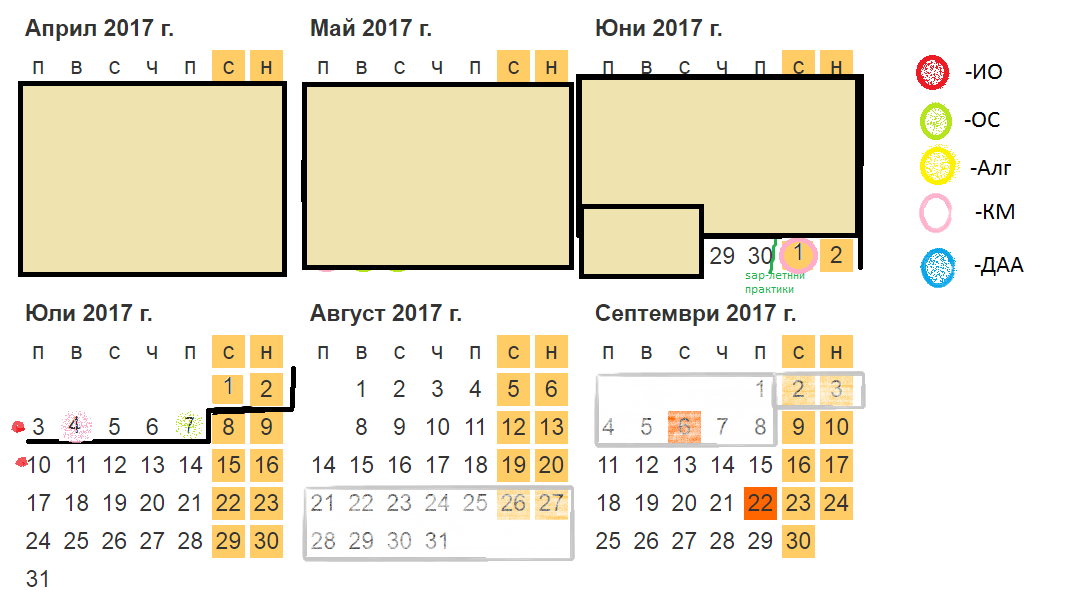 Април 2017 г. Май 2017 г. Юни 2017 г.
П В С Ч П С Н П В С Ч П С Н П В С Ч П С Н
-ИО
-ОС
-Алг
-КМ
29 30 1 2
-ДАА
sap-летни
практики
Юли 2017 г. Август 2017 г. Септември 2017 г.
П В С Ч П С Н П В С Ч П С Н П В С Ч П С Н
1 2 1 2 3 4 5 6 1 2 3
3 4 5 6 7 8 9 8 9 10 11 12 13 4 5 6 7 8 9 10
10 11 12 13 14 15 16 14 15 16 17 18 19 20 11 12 13 14 15 16 17
17 18 19 20 21 22 23 21 22 23 24 25 26 27 18 19 20 21 22 23 24
24 25 26 27 28 29 30 28 29 30 31 25 26 27 28 29 30
31